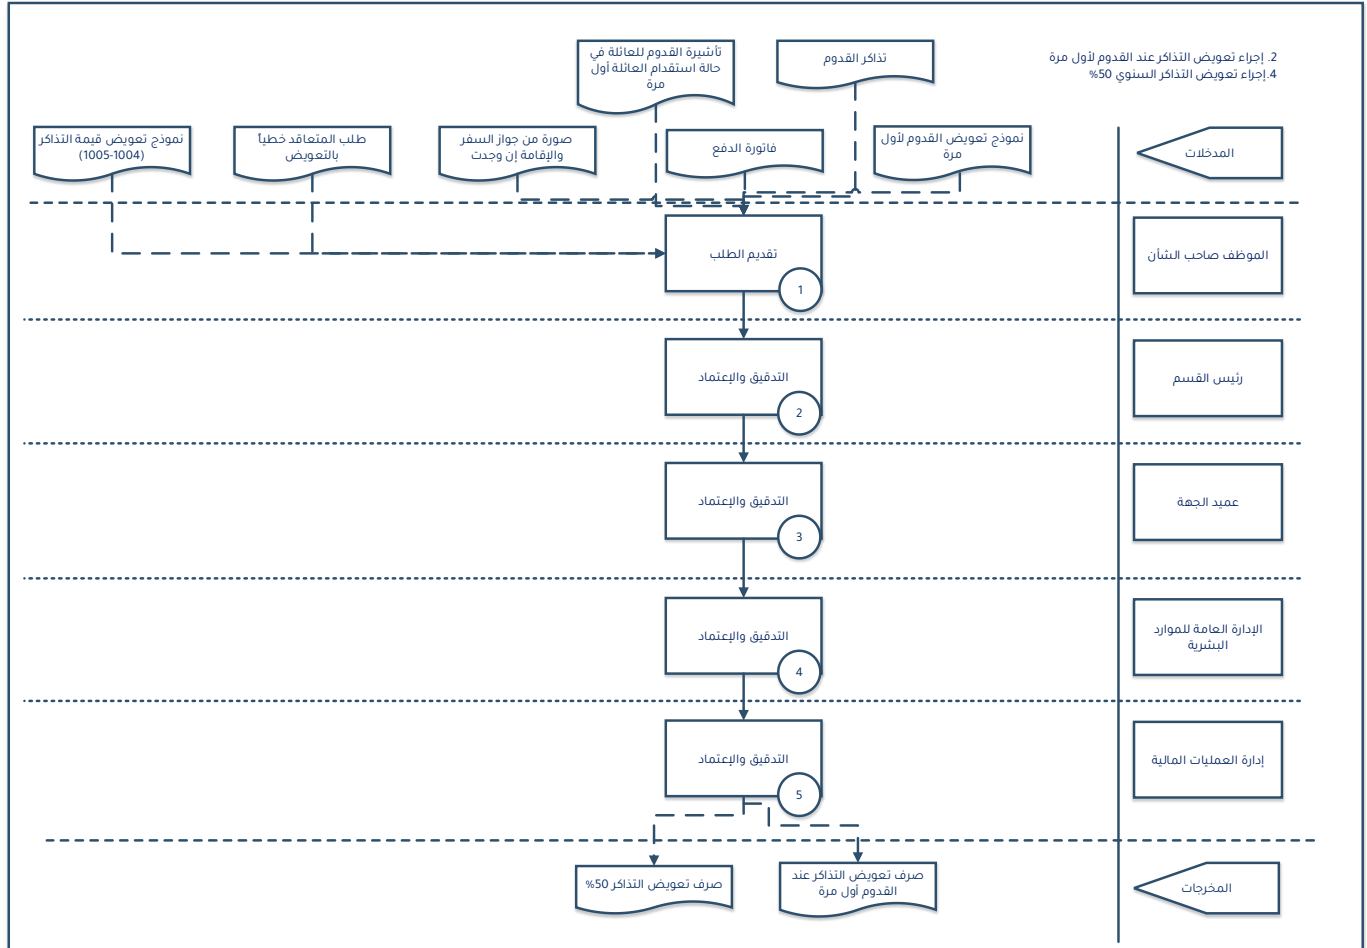 2. إجراء تعويض التذاكر عند القدوم لأول مرة
4.إجراء تعويض التذاكر السنوي 50%
تذاكر القدوم
تأشيرة القدوم للعائلة في
حالة استقدام العائلة أول
مرة
المدخلات
نموذج تعويض القدوم لأول
مرة
فاتورة الدفع
صورة من جواز السفر
والإقامة إن وجدت
طلب المتعاقد خطياً
بالتعويض
نموذج تعويض قيمة التذاكر
(1005-1004)
الموظف صاحب الشأن
تقديم الطلب
1
رئيس القسم
التدقيق والإعتماد
2
عميد الجهة
التدقيق والإعتماد
3
الإدارة العامة للموارد
البشرية
التدقيق والإعتماد
4
إدارة العمليات المالية
التدقيق والإعتماد
5
المخرجات
صرف تعويض التذاكر عند
القدوم أول مرة
صرف تعويض التذاكر 50%